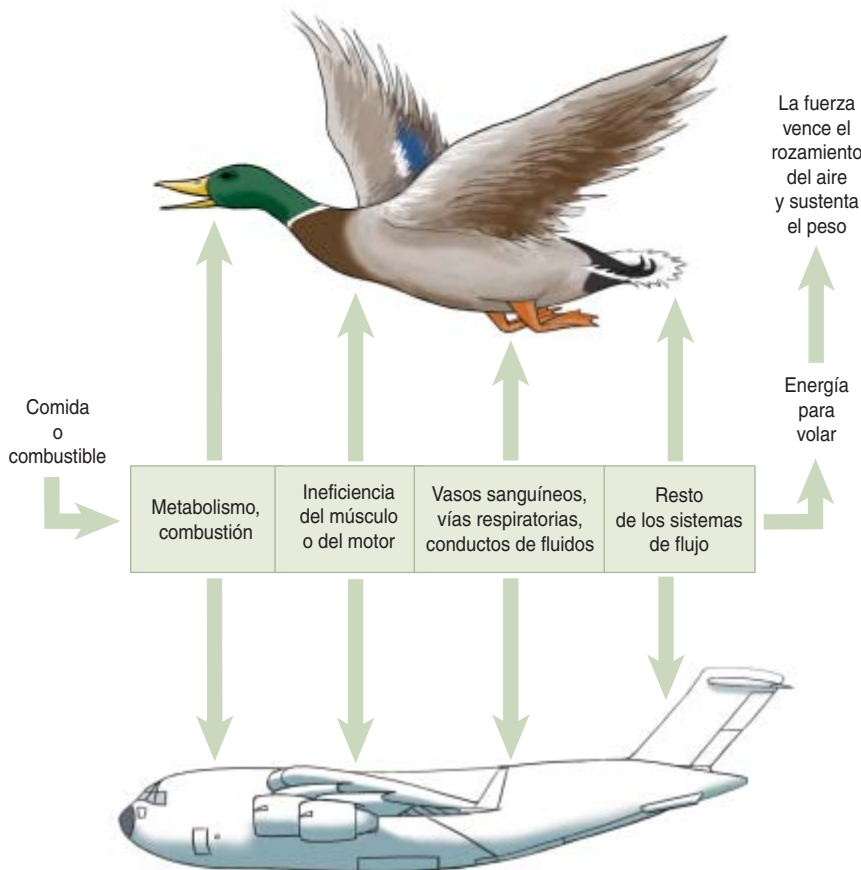 La fuerza
vence el
rozamiento
del aire
y sustenta
el peso
Comida
o
combustible
Energía
para
volar
Metabolismo,
combustión
Ineficiencia
del músculo
o del motor
Vasos sanguíneos,
vías respiratorias,
conductos de fluidos
Resto
de los sistemas
de flujo